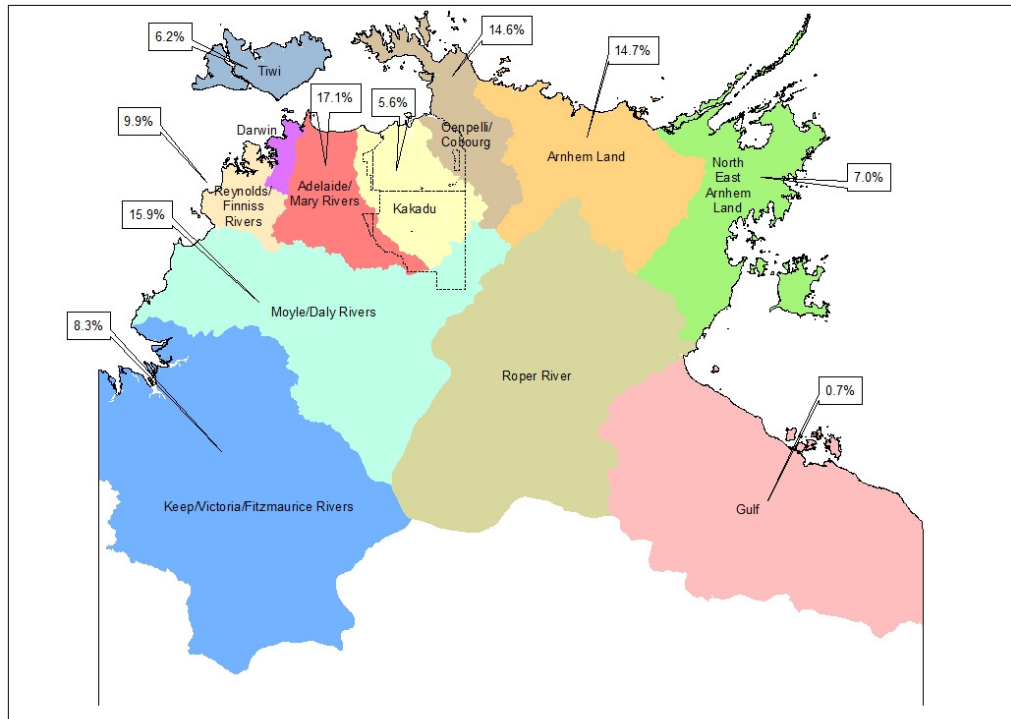 6.2%
14.6%
14.7%
Tiwi
17.1%
5.6%
9.9%
Darwin
Oenpelli/
Cobourg
Arnhem Land
North
East
Arnhem
Land
7.0%
Reynolds/
Finniss
Rivers
Adelaide/
Mary Rivers
Kakadu
15.9%
Moyle/Daly Rivers
8.3%
Roper River
0.7%
Keep/Victoria/Fitzmaurice Rivers
Gulf